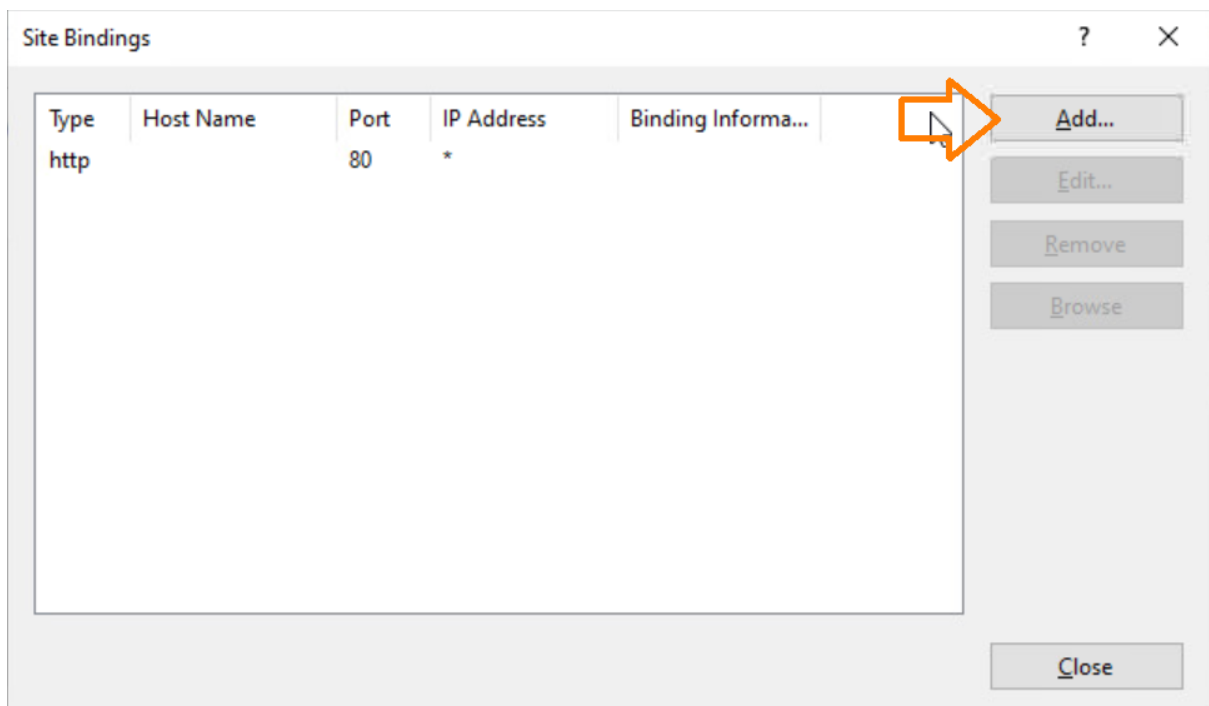 Site Bindings ? ×
Type Host Name Port IP Address Binding Informa... Add...
http 80 *
Edit...
Remove
Browse
Close